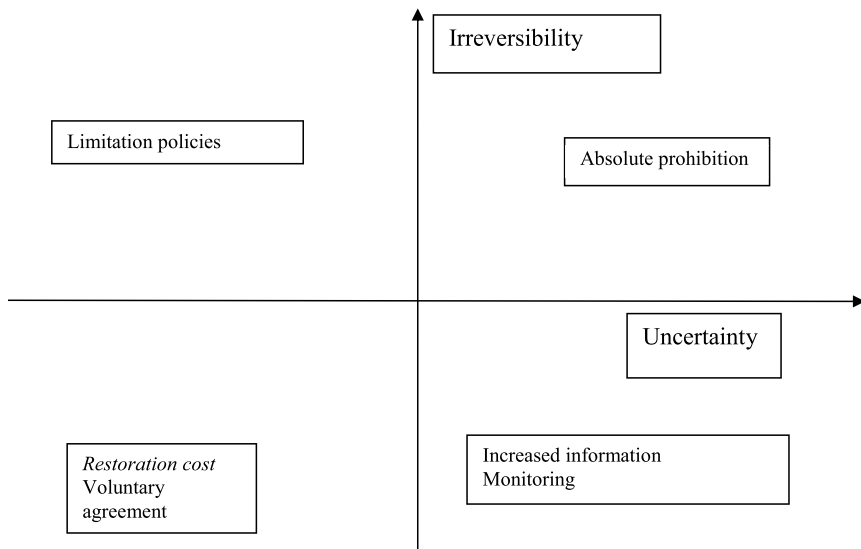 Irreversibility
Limitation policies
Absolute prohibition
Uncertainty
Restoration cost
Voluntary
agreement
Increased information
Monitoring